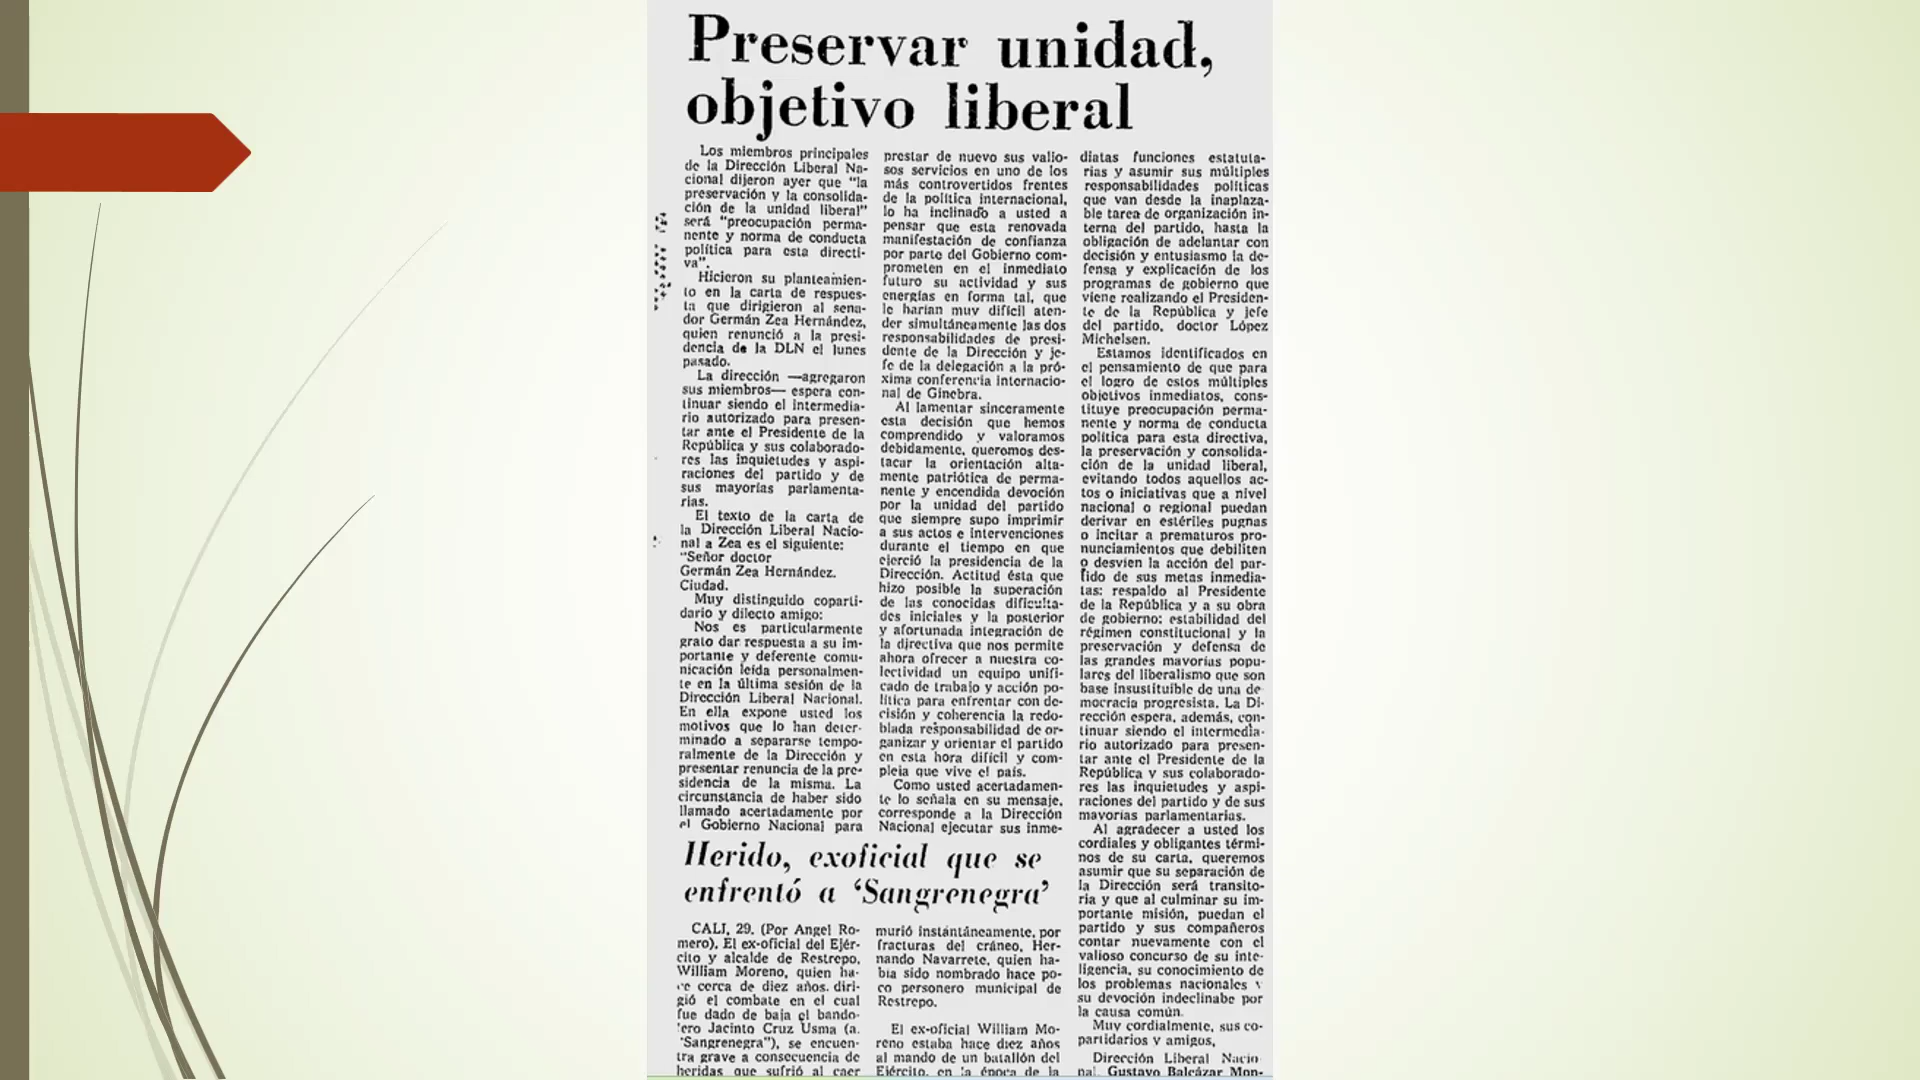 Preservar unidad,
objetivo liberal
Los miembros principales
de la Dirección Liberal Na-
cional dijeron ayer que "la
preservación y la consolida-
ción de la unidad liberal"
será "preocupación perma-
nente y norma de conducta
política para esta directi-
va".
Hicieron su planteamien-
to en la carta de respues-
ta que dirigieron al sena-
dor Germán Zea Hernández,
quien renunció a la presi-
dencia de la DLN el lunes
pasado.
La dirección —agregaron
sus miembros— espera con-
tinuar siendo el intermedia-
rio autorizado para presen-
tar ante el Presidente de la
República y sus colaborado-
res las inquietudes y aspi-
raciones del partido y de
sus mayorías parlamenta-
rias.
El texto de la carta de
la Dirección Liberal Nacio-
nal a Zea es el siguiente:
"Señor doctor
Germán Zea Hernández.
Ciudad.
Muy distinguido coparti-
dario y dilecto amigo:
Nos es particularmente
grato dar respuesta a su im-
portante y deferente comu-
nicación leída personalmen-
te en la última sesión de la
Dirección Liberal Nacional.
En ella expone usted los
motivos que lo han deter-
minado a separarse tempo-
ralmente de la Dirección y
presentar renuncia de la pre-
sidencia de la misma. La
circunstancia de haber sido
llamado acertadamente por
el Gobierno Nacional para
prestar de nuevo sus valio-
sos servicios en uno de los
más controvertidos frentes
de la política internacional,
lo ha inclinado a usted a
pensar que esta renovada
manifestación de confianza
por parte del Gobierno com-
prometen en el inmediato
futuro su actividad y sus
energías en forma tal, que
le harían muy difícil aten-
der simultáneamente las dos
responsabilidades de presi-
dente de la Dirección y je-
fe de la delegación a la pró-
xima conferencia internacio-
nal de Ginebra.
Al lamentar sinceramente
esta decisión que hemos
comprendido y valoramos
debidamente, queremos des-
tacar la orientación alta-
mente patriótica de perma-
nente y encendida devoción
por la unidad del partido
que siempre supo imprimir
a sus actos e intervenciones
durante el tiempo en que
ejerció la presidencia de la
Dirección. Actitud ésta que
hizo posible la superación
de las conocidas dificulta-
des iniciales y la posterior
y afortunada integración de
la directiva que nos permite
ahora ofrecer a nuestra co-
lectividad un equipo unifi-
cado de trabajo y acción po-
lítica para enfrentar con de-
cisión y coherencia la redo-
blada responsabilidad de or-
ganizar y orientar el partido
en esta hora difícil y com-
pleja que vive el país.
Como usted acertadamen-
te lo señala en su mensaje,
corresponde a la Dirección
Nacional ejecutar sus inme-
diatas funciones estatuta-
rias y asumir sus múltiples
responsabilidades políticas
que van desde la inaplaza-
ble tarea de organización in-
terna del partido, hasta la
obligación de adelantar con
decisión y entusiasmo la de-
fensa y explicación de los
programas de gobierno que
viene realizando el Presiden-
te de la República y jefe
del partido, doctor López
Michelsen.
Estamos identificados en
el pensamiento de que para
el logro de estos múltiples
objetivos inmediatos, cons-
tituye preocupación perma-
nente y norma de conducta
política para esta directiva,
la preservación y consolida-
ción de la unidad liberal,
evitando todos aquellos ac-
tos o iniciativas que a nivel
nacional o regional puedan
derivar en estériles pugnas
o incitar a prematuros pro-
nunciamientos que debiliten
o desvíen la acción del par-
tido de sus metas inmedia-
tas: respaldo al Presidente
de la República y a su obra
de gobierno; estabilidad del
régimen constitucional y la
preservación y defensa de
las grandes mayorías popu-
lares del liberalismo que son
base insustituible de una de-
mocracia progresista. La Di-
rección espera, además, con-
tinuar siendo el intermedia-
rio autorizado para presen-
tar ante el Presidente de la
República y sus colaborado-
res las inquietudes y aspi-
raciones del partido y de sus
mayorías parlamentarias.
Al agradecer a usted los
cordiales y obligantes térmi-
nos de su carta, queremos
asumir que su separación de
la Dirección será transito-
ria y que al culminar su im-
portante misión, puedan el
partido y sus compañeros
contar nuevamente con el
valioso concurso de su inte-
ligencia, su conocimiento de
los problemas nacionales y
su devoción indeclinabe por
la causa común.
Muy cordialmente, sus co-
partidarios y amigos,
Dirección Liberal Nacio
nal. Gustavo Balcázar Mon-
Herido, exoficial que se
enfrentó a 'Sangrenegra'
CALI, 29. (Por Angel Ro-
mero). El ex-oficial del Ejér-
cito y alcalde de Restrepo,
William Moreno, quien ha-
ce cerca de diez años, diri-
gió el combate en el cual
fue dado de baja el bando-
lero Jacinto Cruz Usma (a.
"Sangrenegra"), se encuen-
tra grave a consecuencia de
heridas que sufrió al caer
murió instántáneamente, por
fracturas del cráneo, Her-
nando Navarrete, quien ha-
bía sido nombrado hace po-
co personero municipal de
Restrepo.
El ex-oficial William Mo-
reno estaba hace diez años
al mando de un batallón del
Ejército, en la época de la